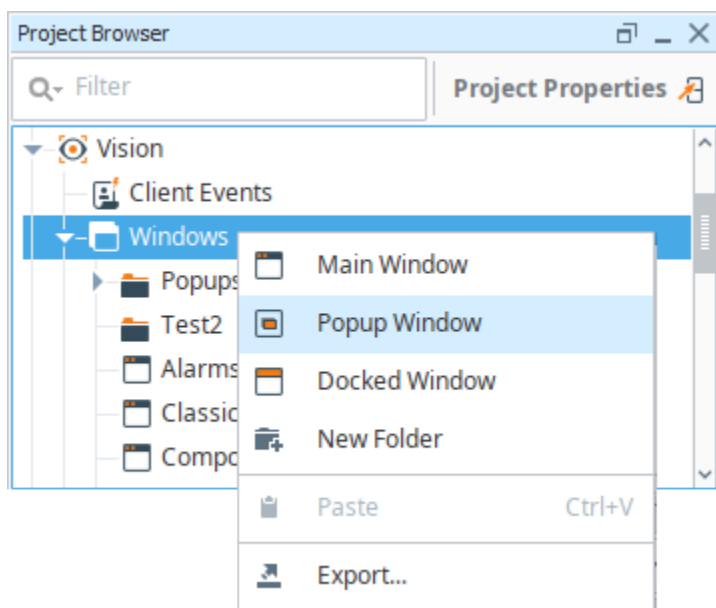 Project Browser
Filter
Project Properties
Vision
Client Events
Windows
Main Window
Popups
Popup Window
Test2
Alarms
Docked Window
Classic
New Folder
Compo
Paste Ctrl+V
Export...